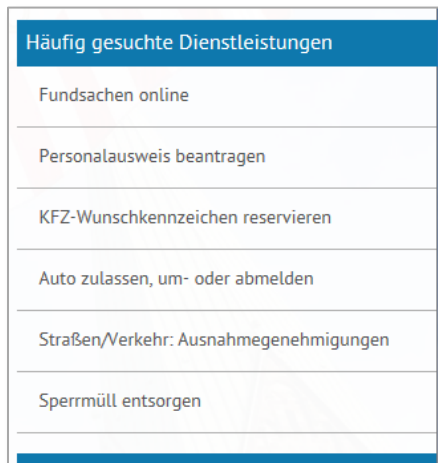 Häufig gesuchte Dienstleistungen
Fundsachen online
Personalausweis beantragen
KFZ-Wunschkennzeichen reservieren
Auto zulassen, um- oder abmelden
Straßen/Verkehr: Ausnahmegenehmigungen
Sperrmüll entsorgen